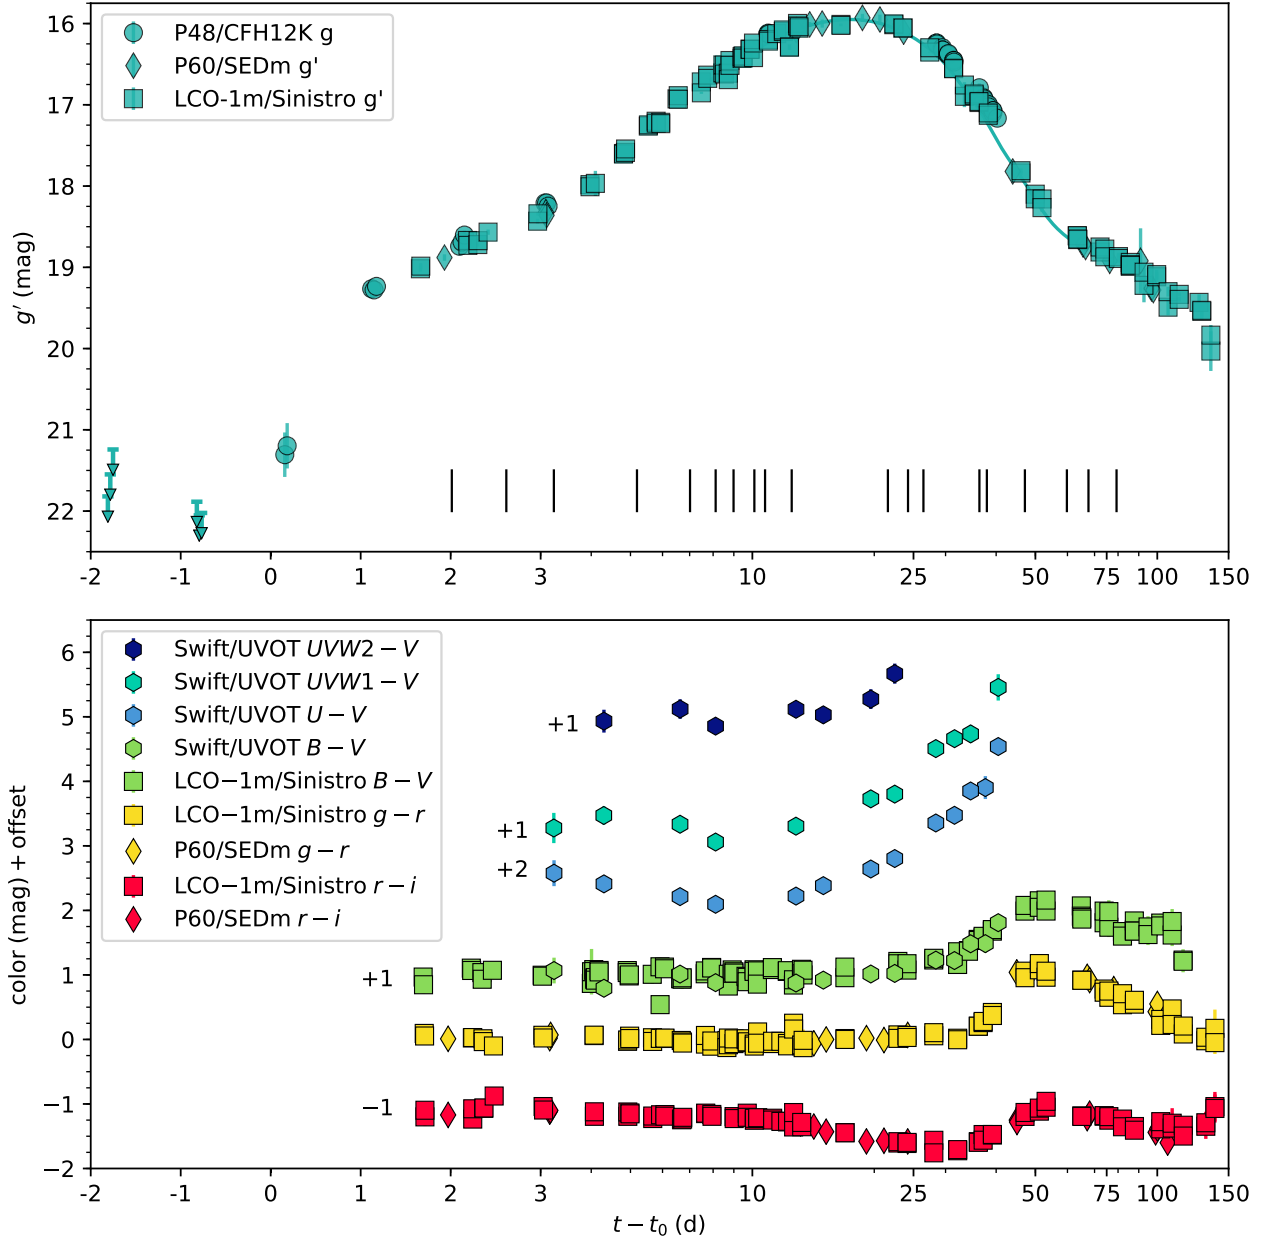 16
17
18
19
20
21
22
g′ (mag)
P48/CFH12K g
P60/SEDm g'
LCO-1m/Sinistro g'
-2 -1 0 1 2 3 10 25 50 75 100 150
6
5
4
3
2
1
0
−1
−2
color (mag) + offset
Swift/UVOT UVW2 − V
Swift/UVOT UVW1 − V
Swift/UVOT U − V
Swift/UVOT B − V
LCO−1m/Sinistro B − V
LCO−1m/Sinistro g − r
P60/SEDm g − r
LCO−1m/Sinistro r − i
P60/SEDm r − i
+1
+1
+2
+1
−1
-2 -1 0 1 2 3 10 25 50 75 100 150
t − t₀ (d)